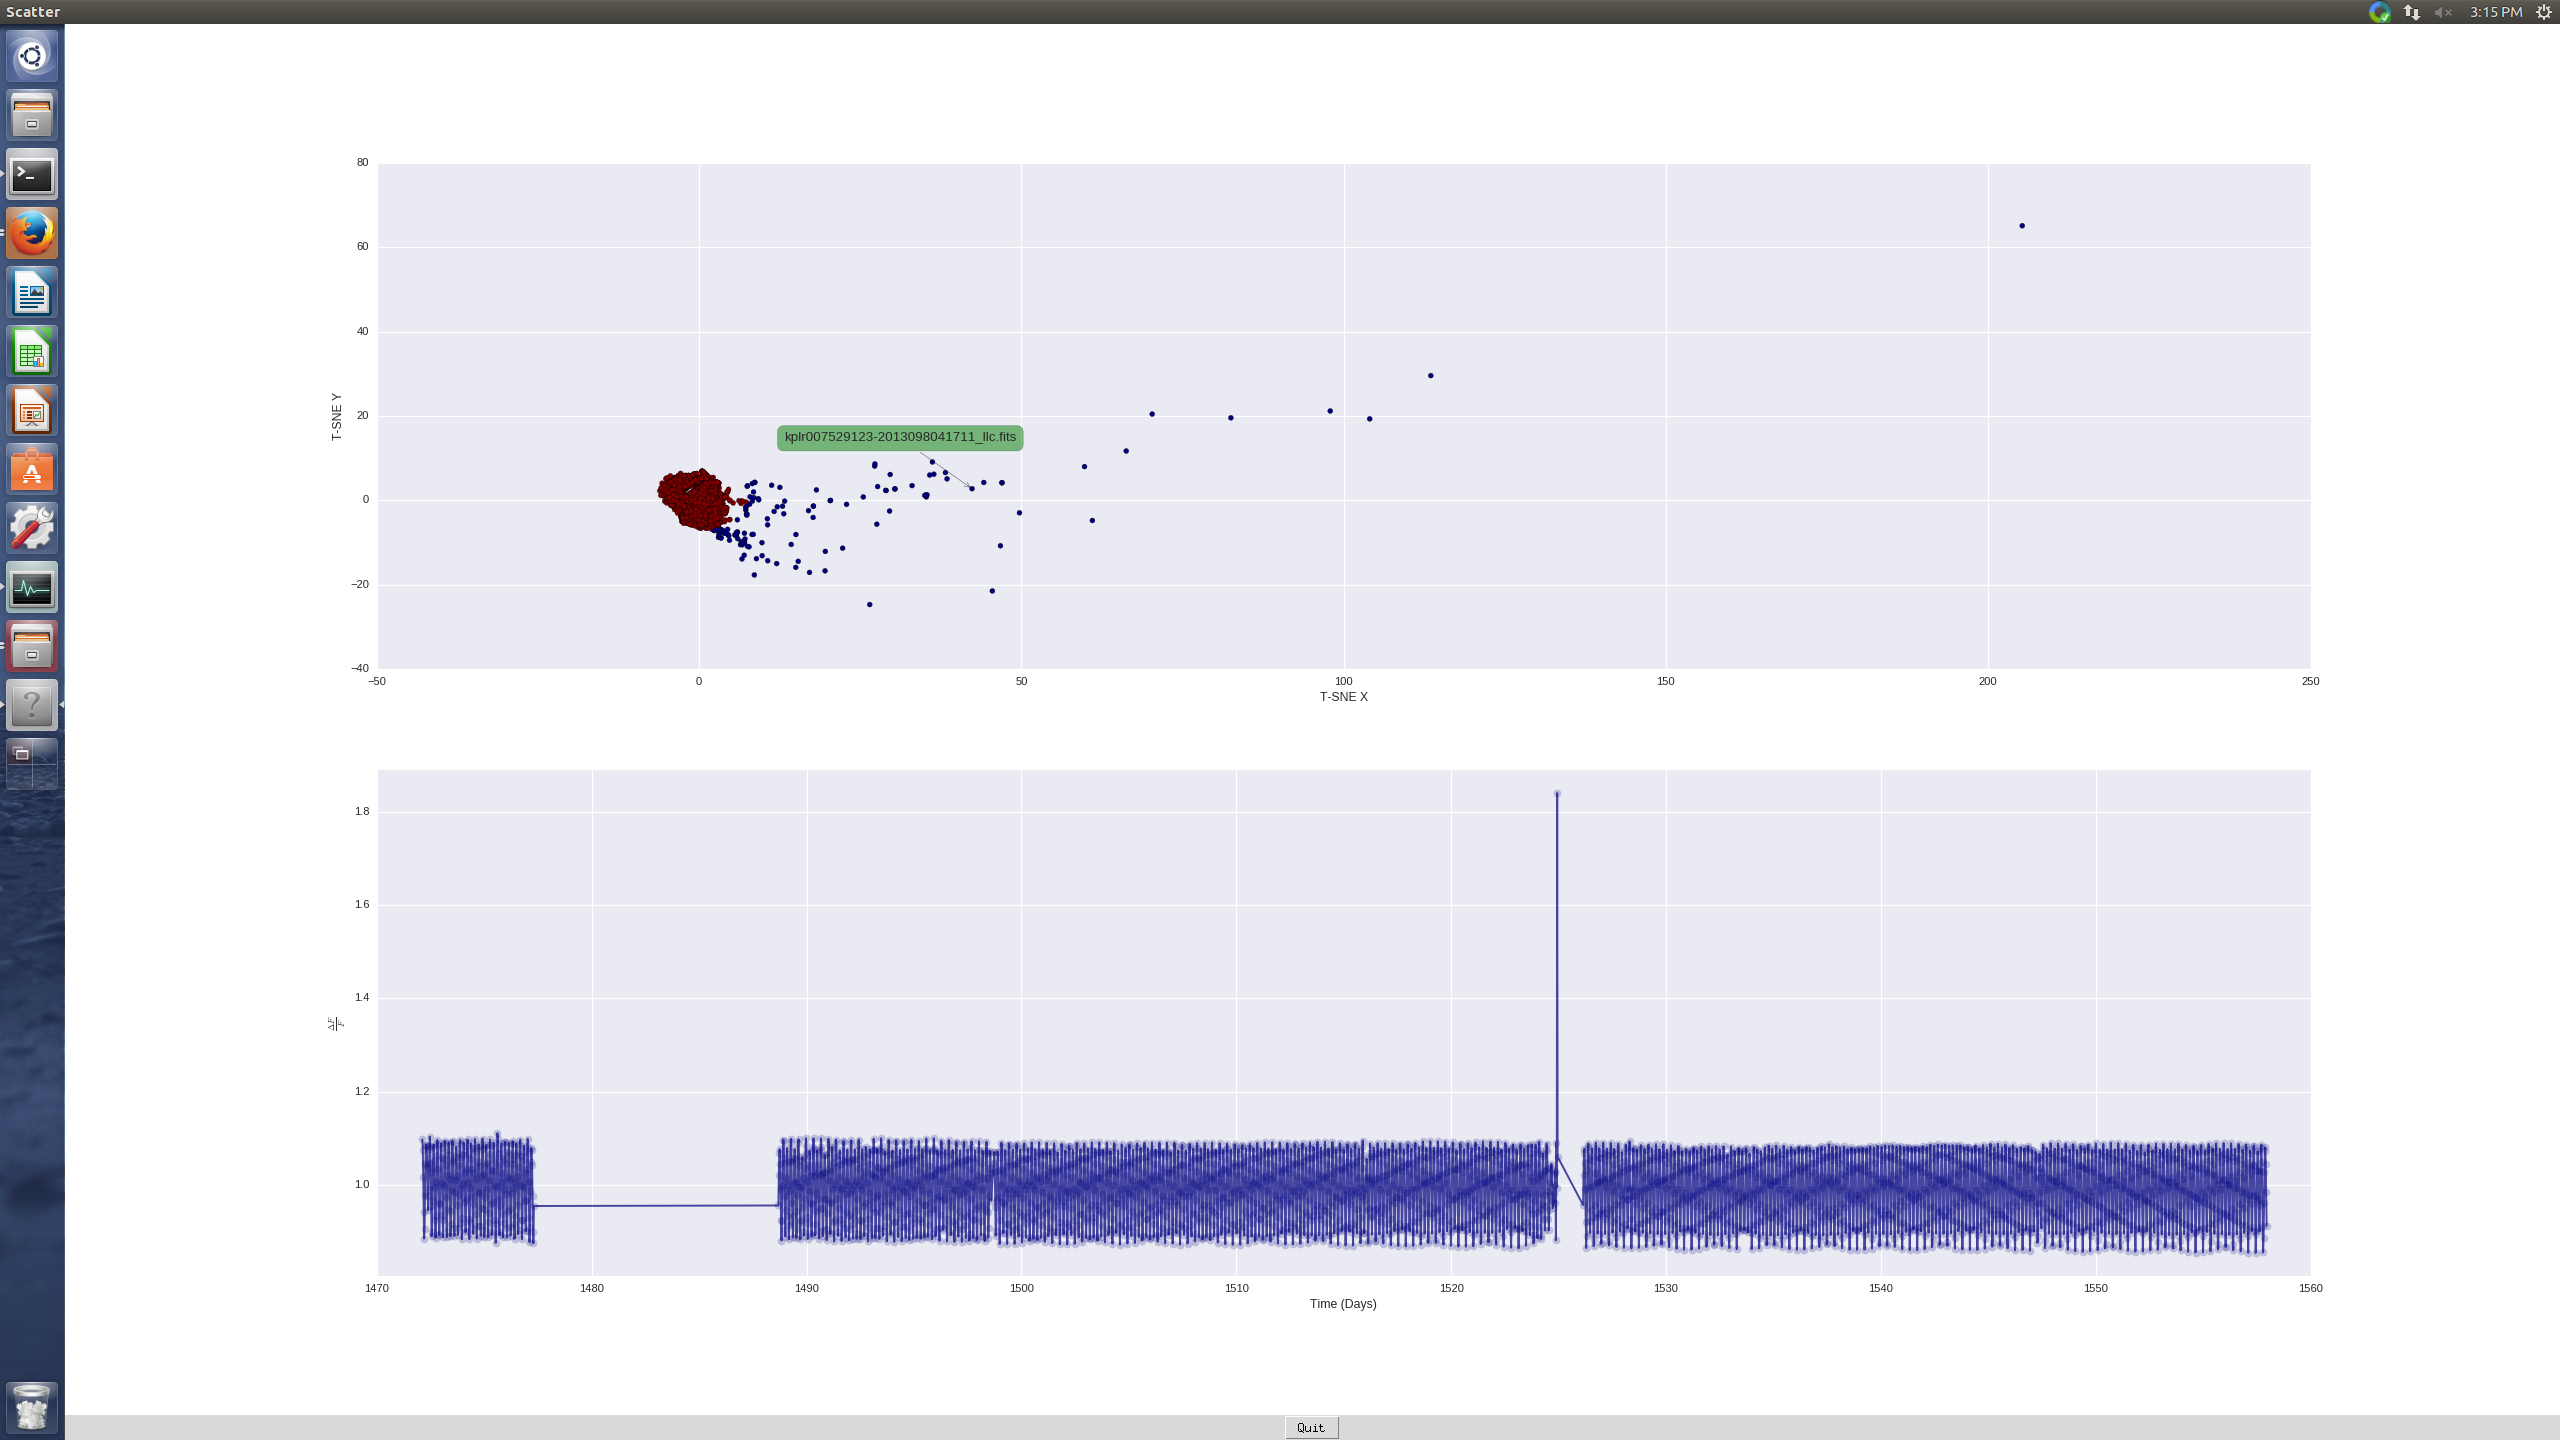 Scatter
3:15 PM
80
60
40
20
0
−20
−40
T-SNE Y
kplr007529123-2013098041711_llc.fits
−50 0 50 100 150 200 250
T-SNE X
1.8
1.6
1.4
1.2
1.0
ΔF
F
1470 1480 1490 1500 1510 1520 1530 1540 1550 1560
Time (Days)
Quit